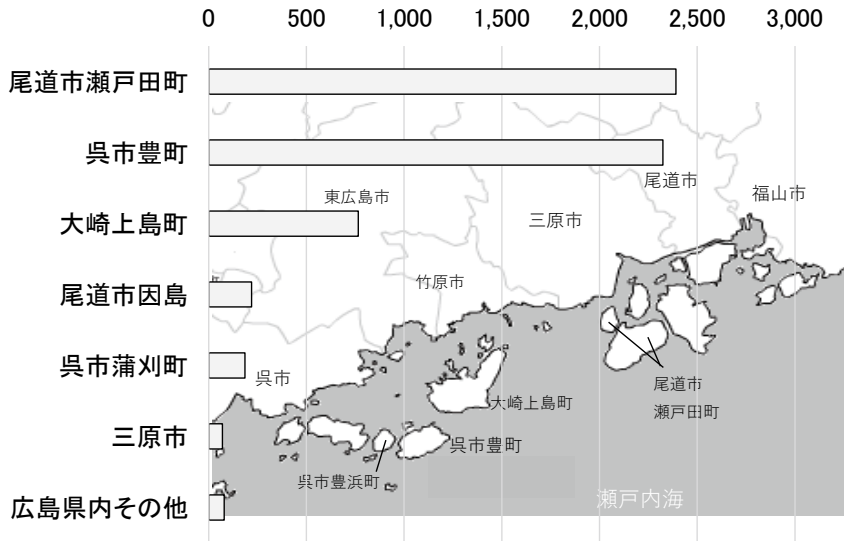 0 500 1,000 1,500 2,000 2,500 3,000
尾道市瀬戸田町
呉市豊町
大崎上島町
尾道市因島
呉市蒲刈町
三原市
広島県内その他
尾道市
福山市
東広島市
三原市
竹原市
呉市
尾道市
瀬戸田町
大崎上島町
呉市豊町
呉市豊浜町
瀬戸内海